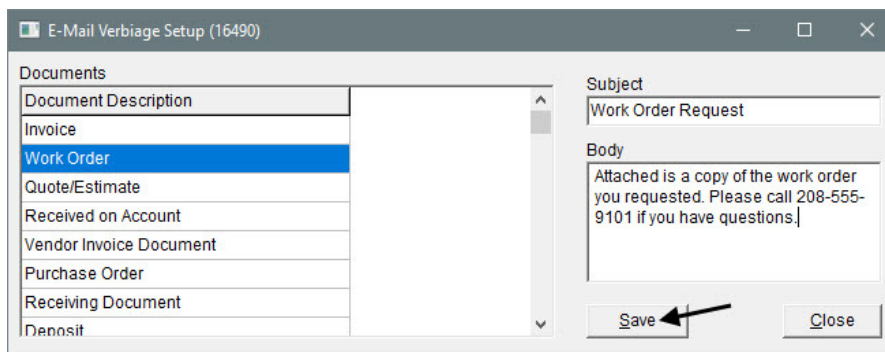 E-Mail Verbiage Setup (16490)
Documents
Document Description
Invoice
Work Order
Quote/Estimate
Received on Account
Vendor Invoice Document
Purchase Order
Receiving Document
Deposit
Subject
Work Order Request
Body
Attached is a copy of the work order
you requested. Please call 208-555-
9101 if you have questions.
Save
Close